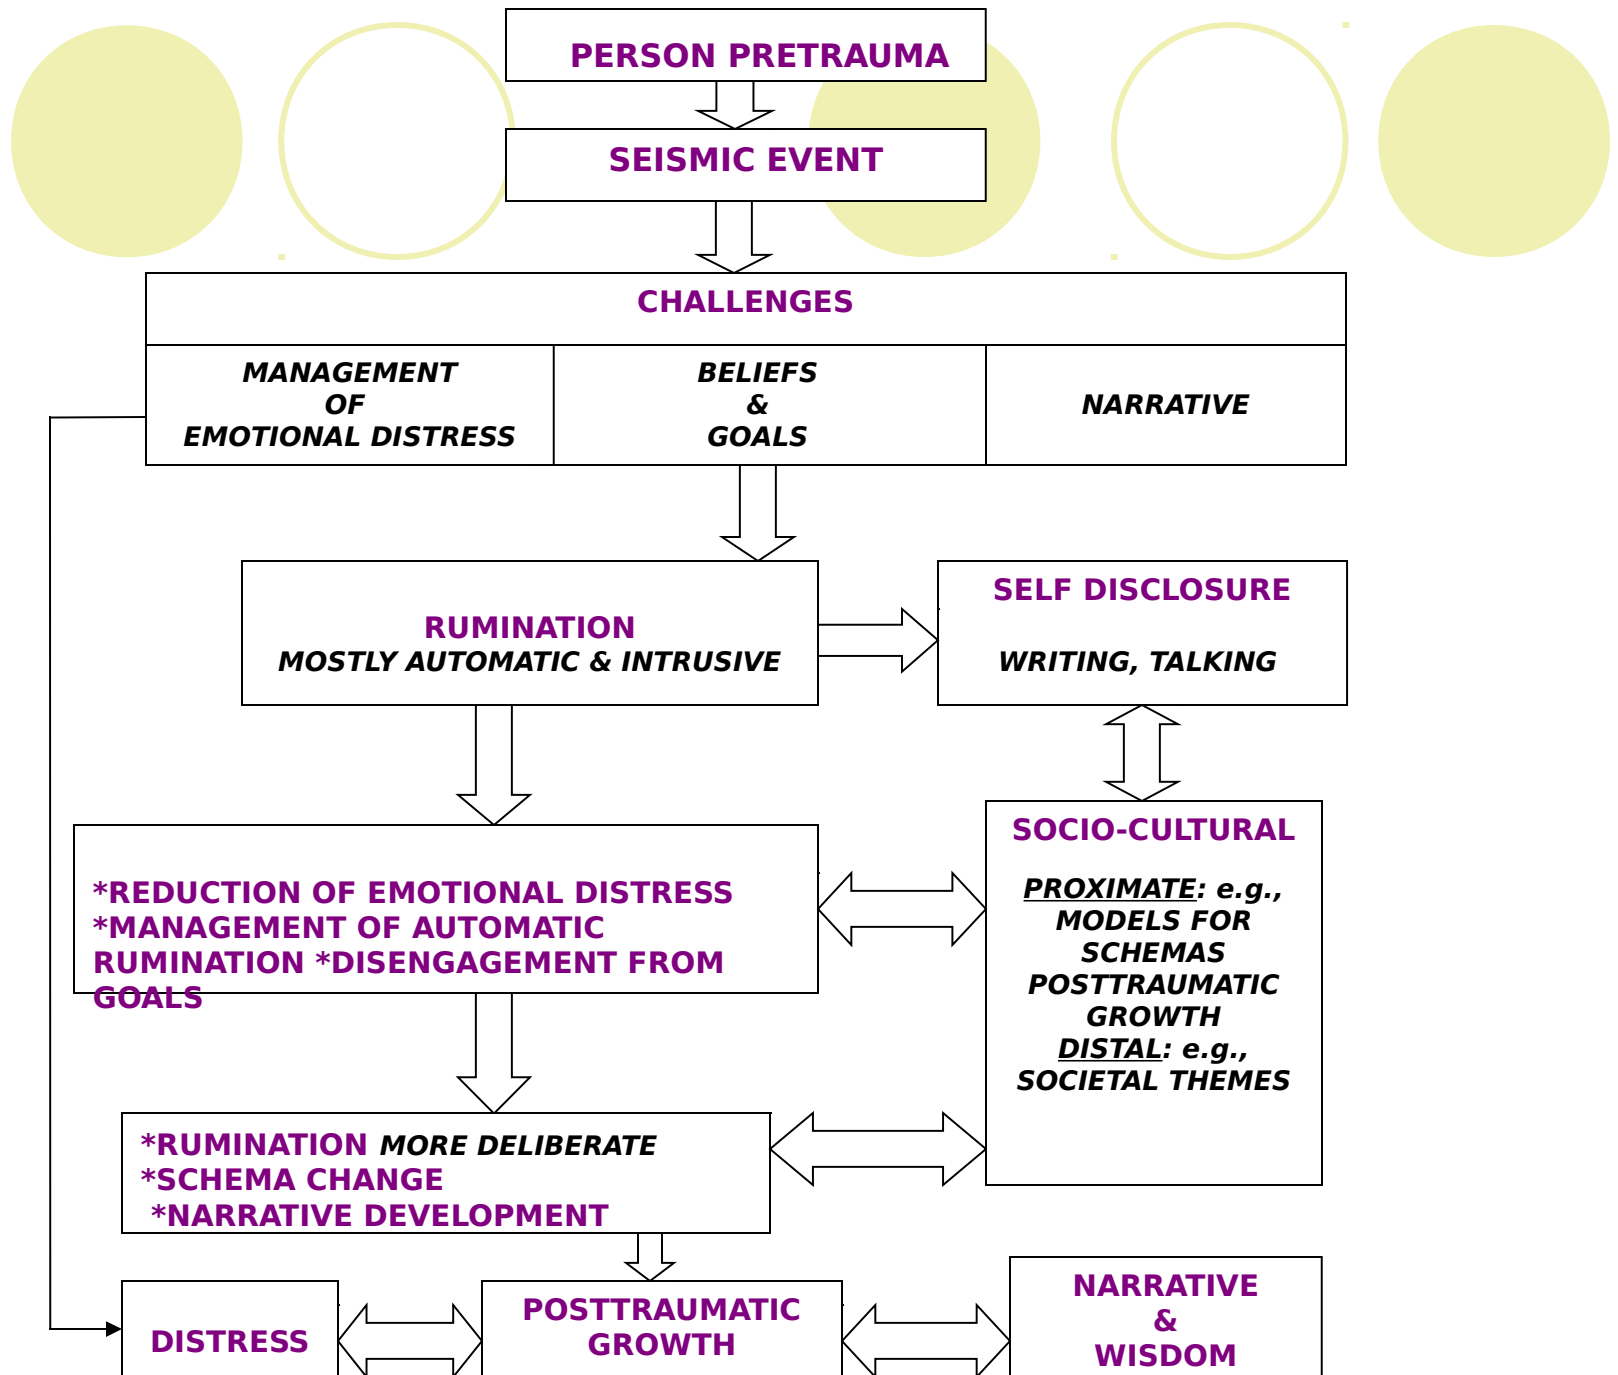 PERSON PRETRAUMA
SEISMIC EVENT
CHALLENGES
MANAGEMENT
OF
EMOTIONAL DISTRESS
BELIEFS
&
GOALS
NARRATIVE
RUMINATION
MOSTLY AUTOMATIC & INTRUSIVE
SELF DISCLOSURE
WRITING, TALKING
*REDUCTION OF EMOTIONAL DISTRESS
*MANAGEMENT OF AUTOMATIC
RUMINATION *DISENGAGEMENT FROM
GOALS
SOCIO-CULTURAL
PROXIMATE: e.g.,
MODELS FOR
SCHEMAS
POSTTRAUMATIC
GROWTH
DISTAL: e.g.,
SOCIETAL THEMES
*RUMINATION MORE DELIBERATE
*SCHEMA CHANGE
*NARRATIVE DEVELOPMENT
DISTRESS
POSTTRAUMATIC
GROWTH
NARRATIVE
&
WISDOM